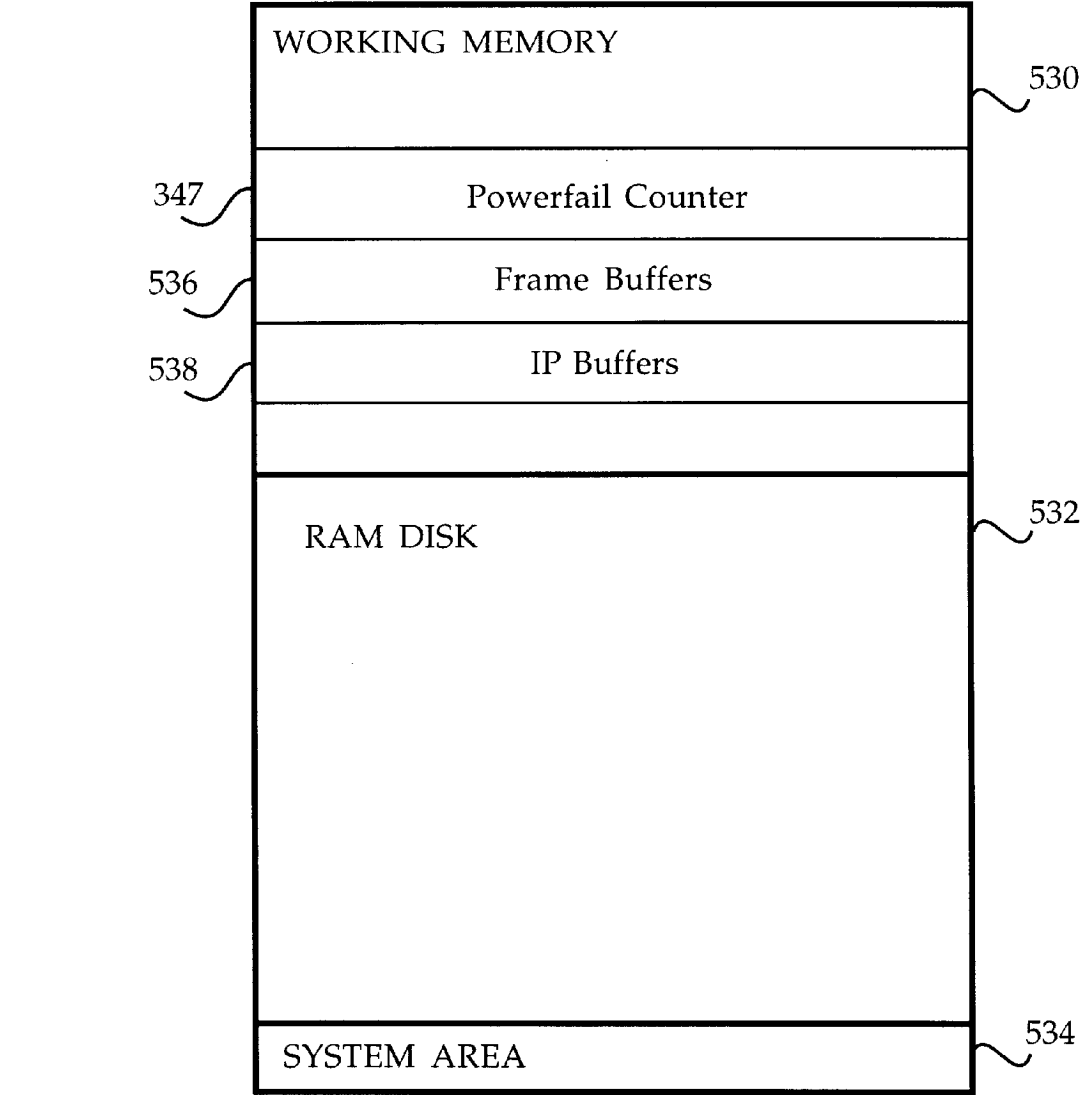 WORKING MEMORY
530
347
Powerfail Counter
536
Frame Buffers
538
IP Buffers
532
RAM DISK
534
SYSTEM AREA